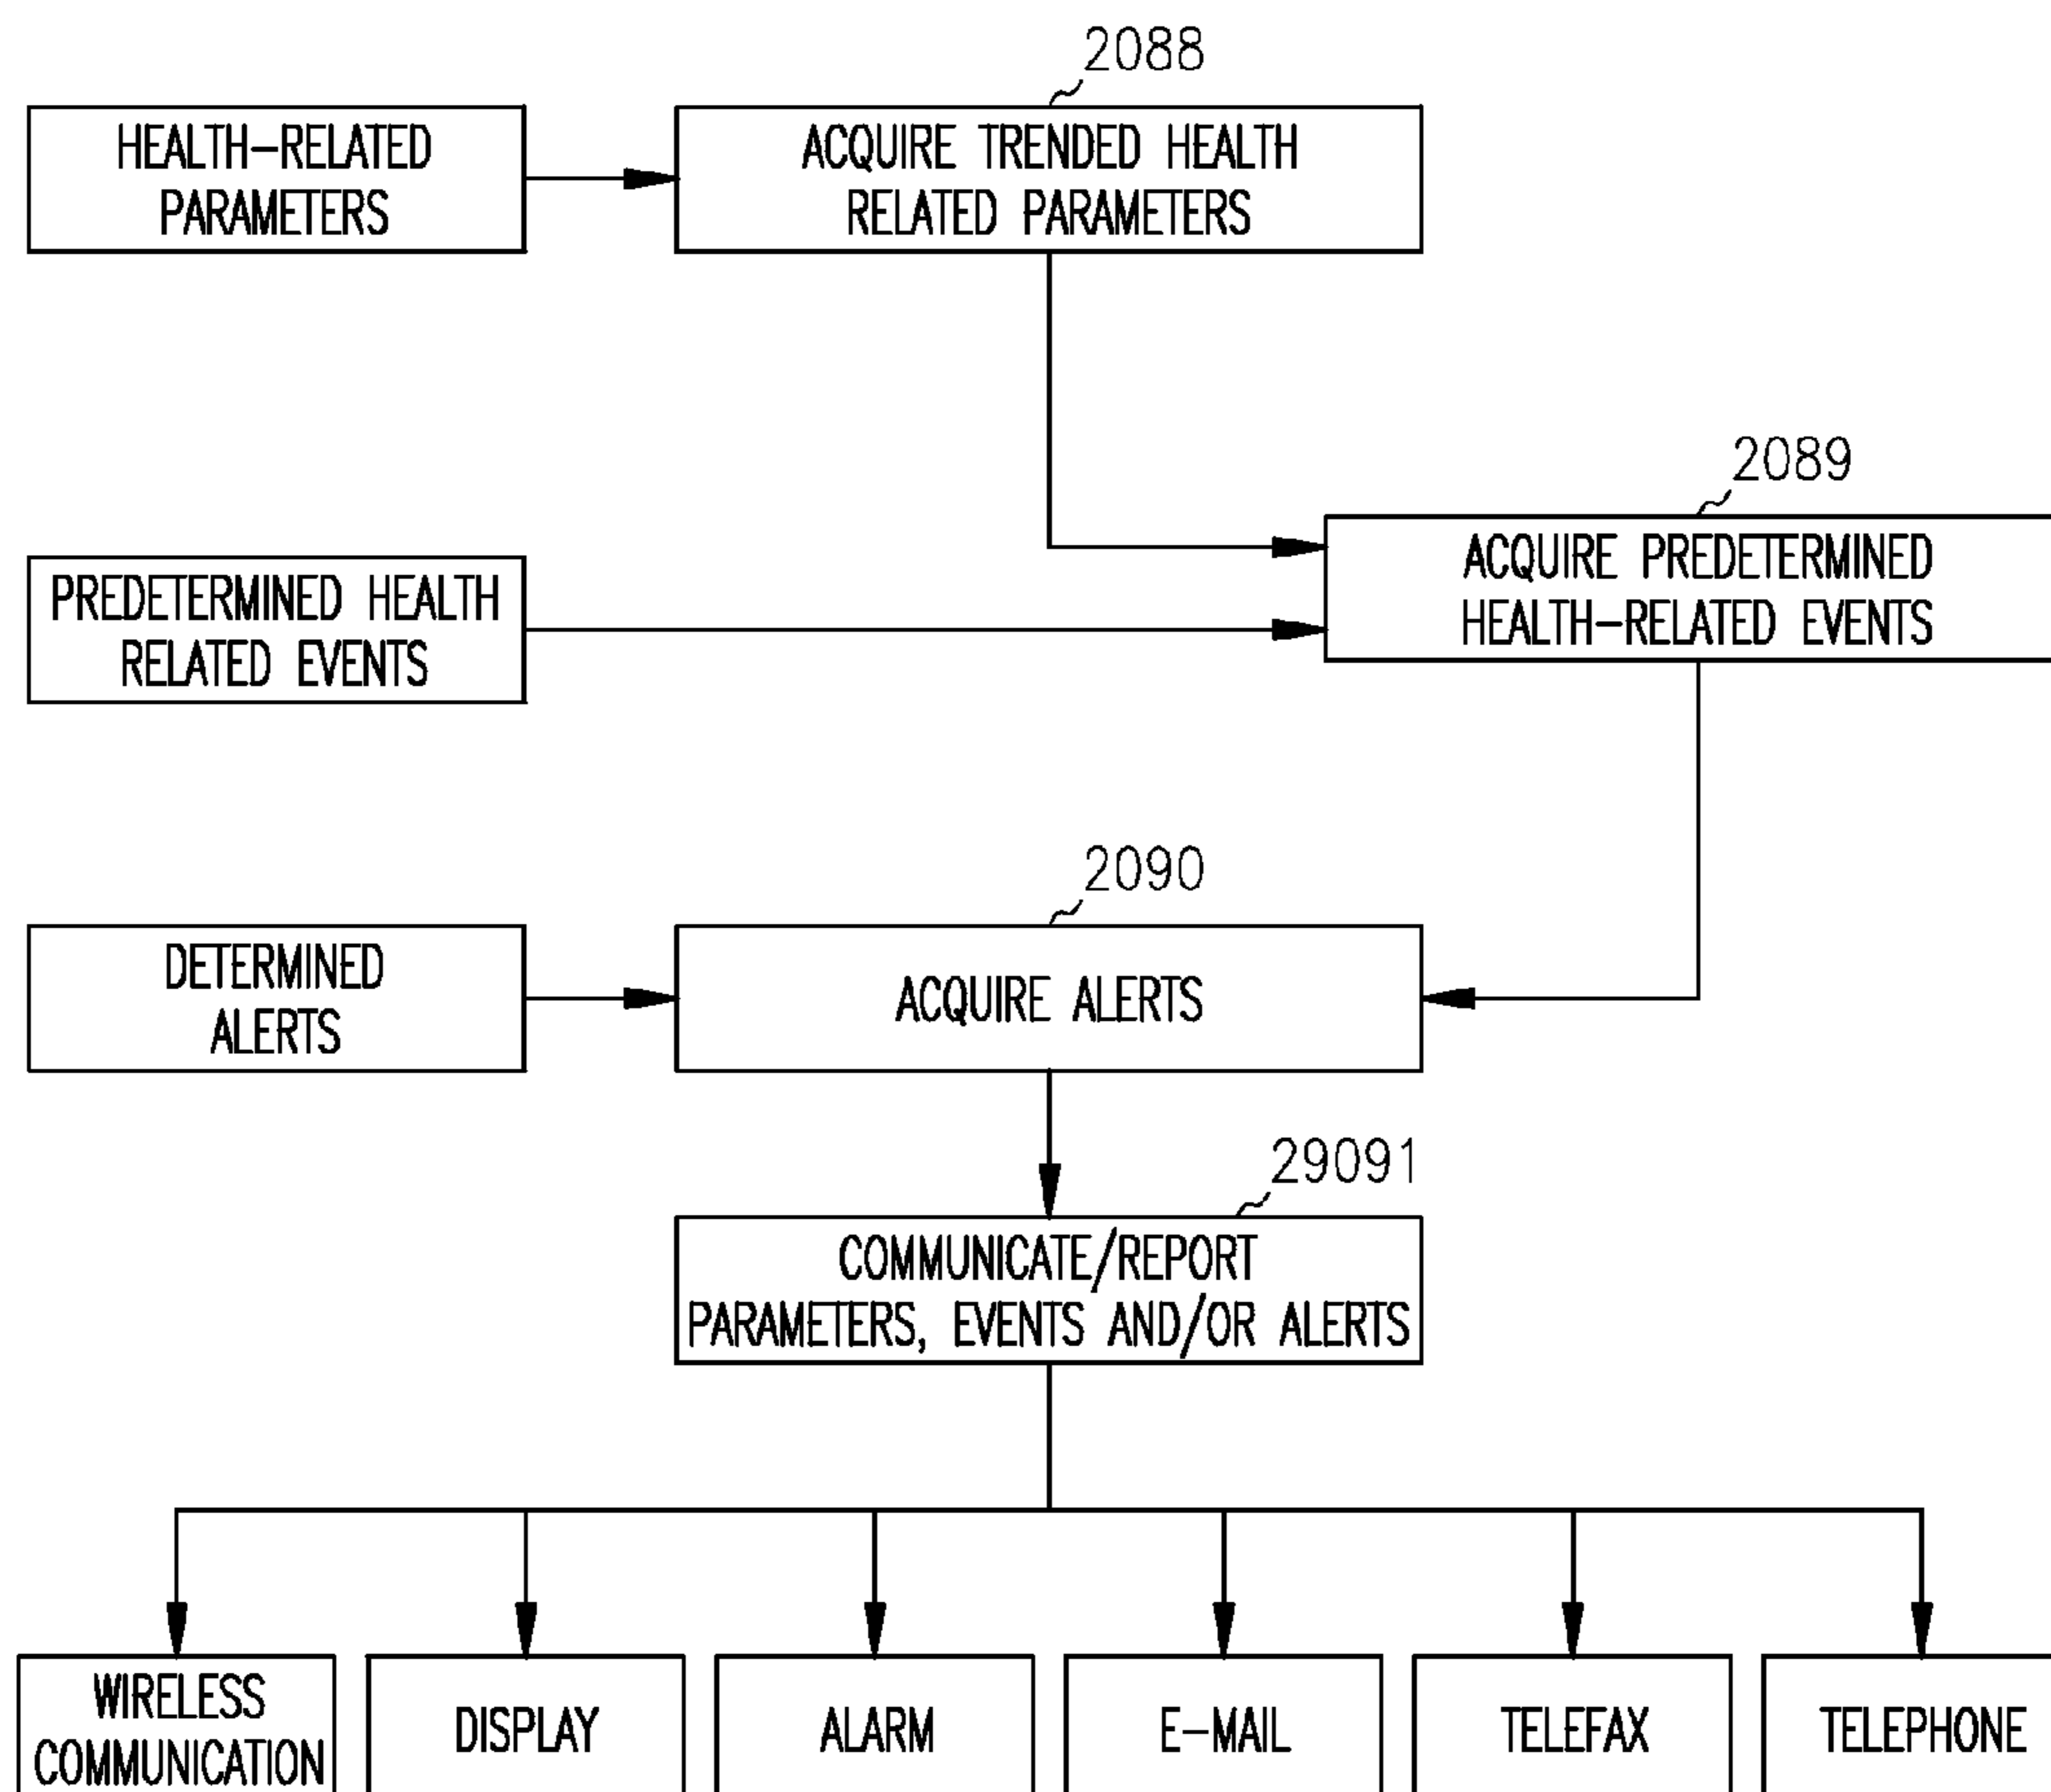 2088
HEALTH-RELATED
PARAMETERS
ACQUIRE TRENDED HEALTH
RELATED PARAMETERS
2089
PREDETERMINED HEALTH
RELATED EVENTS
ACQUIRE PREDETERMINED
HEALTH-RELATED EVENTS
2090
DETERMINED
ALERTS
ACQUIRE ALERTS
29091
COMMUNICATE/REPORT
PARAMETERS, EVENTS AND/OR ALERTS
WIRELESS
COMMUNICATION
DISPLAY
ALARM
E-MAIL
TELEFAX
TELEPHONE